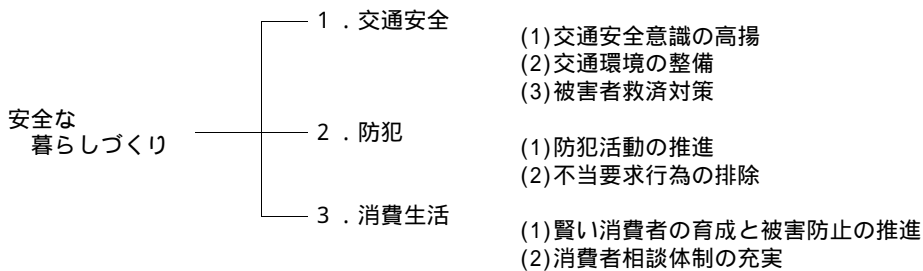 １．交通安全
(1)交通安全意識の高揚
(2)交通環境の整備
(3)被害者救済対策
安全な
暮らしづくり
２．防犯
(1)防犯活動の推進
(2)不当要求行為の排除
３．消費生活
(1)賢い消費者の育成と被害防止の推進
(2)消費者相談体制の充実